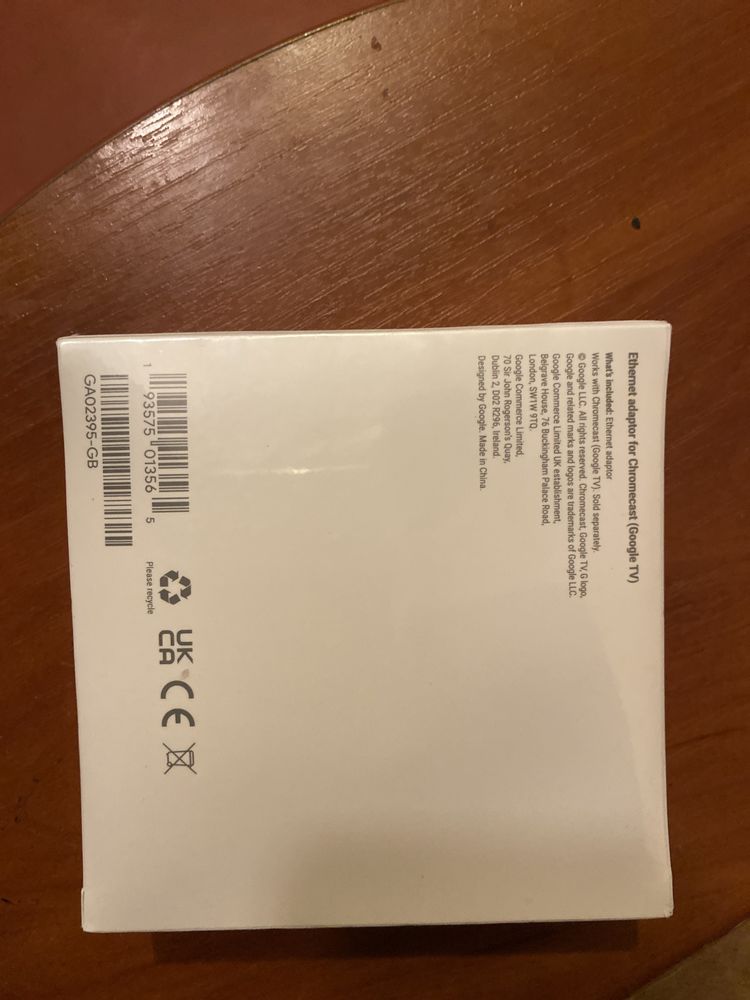 Ethernet adaptor for Chromecast (Google TV)
What's included: Ethernet adaptor
Works with Chromecast (Google TV). Sold separately.
© Google LLC. All rights reserved. Chromecast, Google TV, G logo,
Google and related marks and logos are trademarks of Google LLC.
Google Commerce Limited UK establishment,
Belgrave House, 76 Buckingham Palace Road,
London, SW1W 9TQ
Google Commerce Limited,
70 Sir John Rogerson's Quay,
Dublin 2, D02 R296, Ireland.
Designed by Google. Made in China.
1 93575 01356 5
GA02395-GB
Please recycle
UK
CA
CE